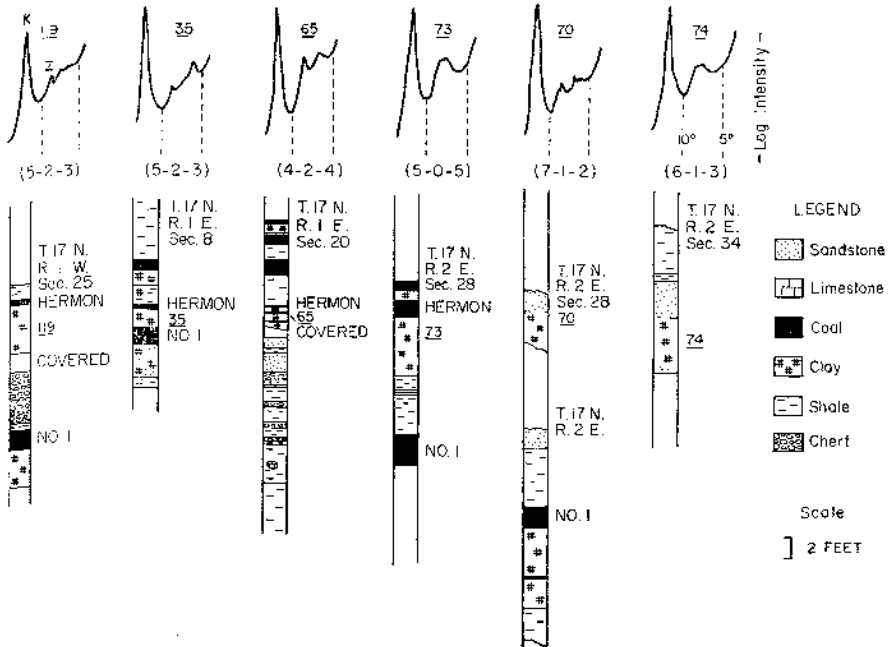 K
119
I
35
65
73
70
74
- Log Intensity -
10°
5°
(5-2-3)
(5-2-3)
(4-2-4)
(5-0-5)
(7-1-2)
(6-1-3)
T. 17 N.
Sec. 25
HERMON
119
COVERED
NO. 1
T. 17 N.
R. 1 E.
Sec. 8
HERMON
35
NO. 1
T. 17 N.
R. 1 E.
Sec. 20
HERMON
65
COVERED
T. 17 N.
R. 2 E.
Sec. 28
HERMON
73
NO. 1
T. 17 N.
R. 2 E.
Sec. 28
70
T. 17 N.
R. 2 E.
NO. 1
T. 17 N.
R. 2 E.
Sec. 34
74
LEGEND
Sandstone
Limestone
Coal
Clay
Shale
Chert
Scale
2 FEET